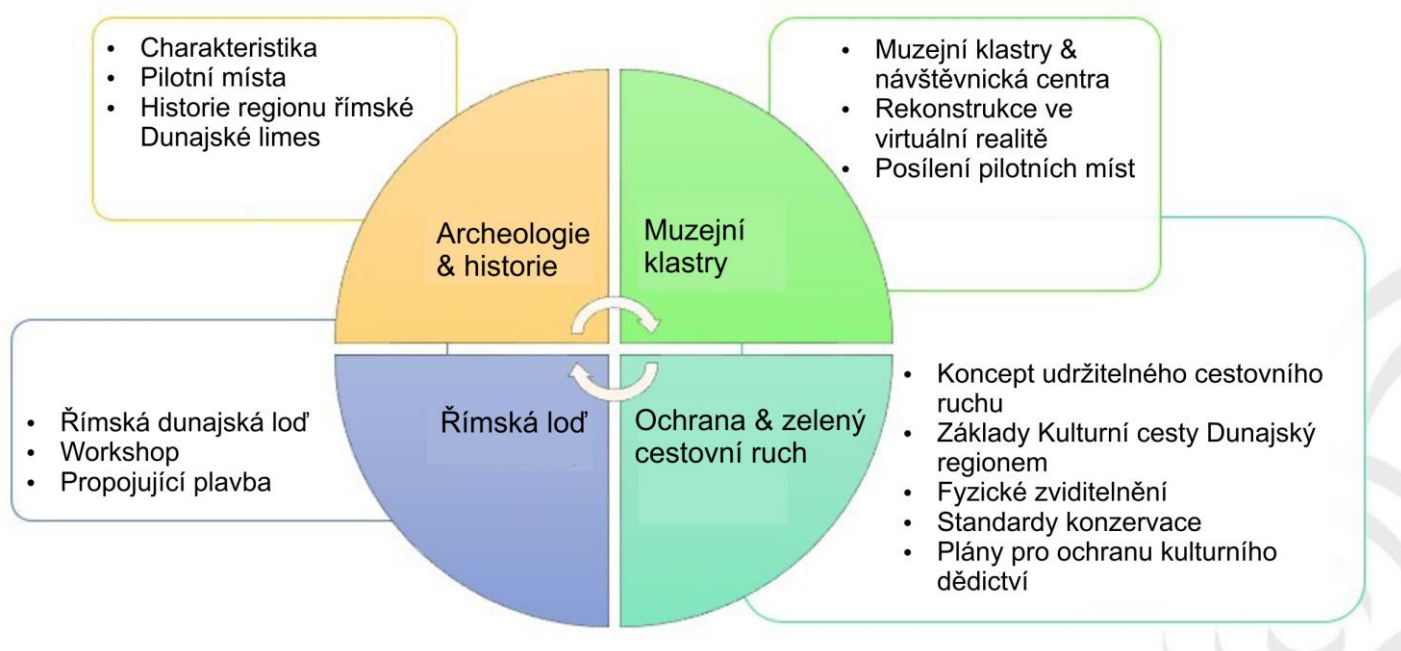 • Charakteristika
• Pilotní místa
• Historie regionu římské
Dunajské limes
• Muzejní klastry &
návštěvnická centra
• Rekonstrukce ve
virtuální realitě
• Posílení pilotních míst
Archeologie
& historie
Muzejní
klastry
Římská loď
Ochrana & zelený
cestovní ruch
• Římská dunajská loď
• Workshop
• Propojující plavba
• Koncept udržitelného cestovního
ruchu
• Základy Kulturní cesty Dunajský
regionem
• Fyzické zviditelnění
• Standardy konzervace
• Plány pro ochranu kulturního
dědictví